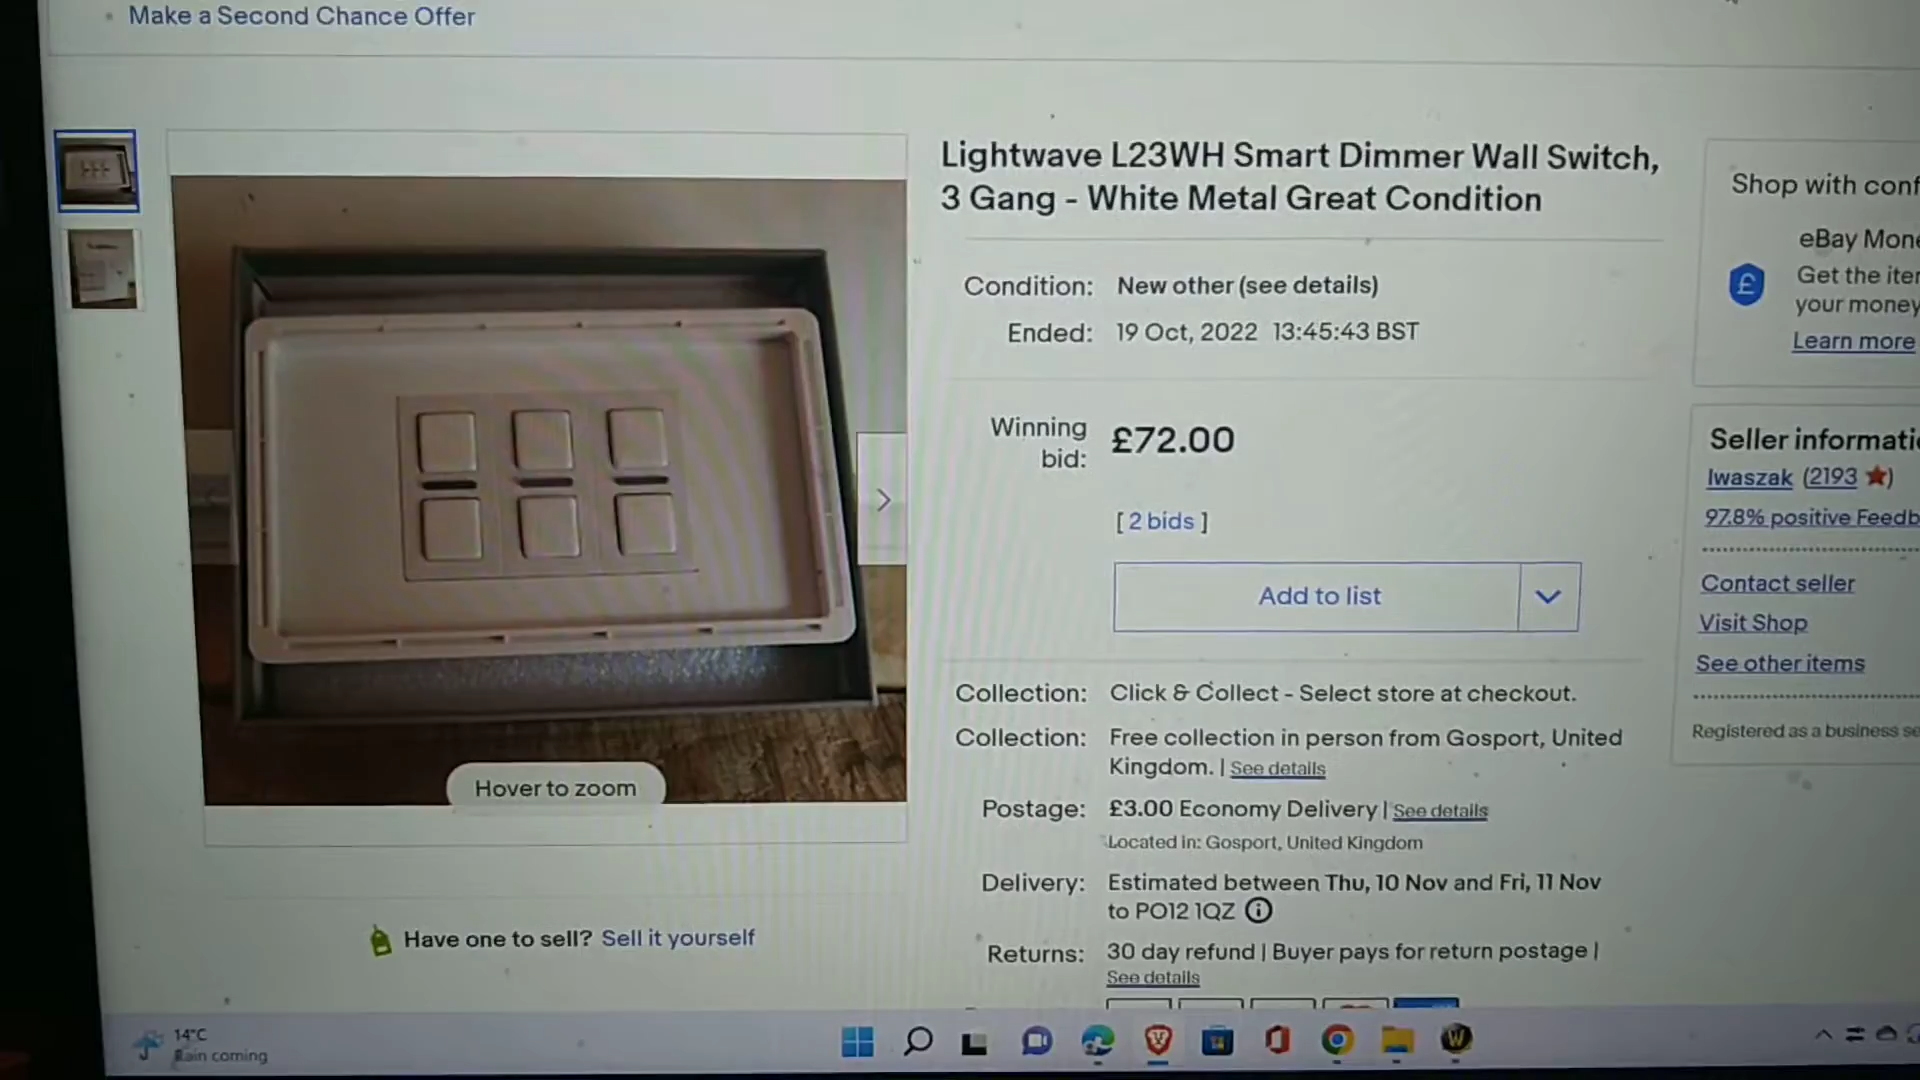 Make a Second Chance Offer
Lightwave L23WH Smart Dimmer Wall Switch,
3 Gang - White Metal Great Condition
Condition: New other (see details)
Ended: 19 Oct, 2022 13:45:43 BST
Winning
bid: £72.00
[ 2 bids ]
Add to list
Collection: Click & Collect - Select store at checkout.
Collection: Free collection in person from Gosport, United
Kingdom. | See details
Postage: £3.00 Economy Delivery | See details
Located in: Gosport, United Kingdom
Delivery: Estimated between Thu, 10 Nov and Fri, 11 Nov
to PO12 1QZ
Returns: 30 day refund | Buyer pays for return postage |
See details
Hover to zoom
Have one to sell? Sell it yourself
Shop with conf
eBay Mone
£
Get the iter
your money
Learn more
Seller informati
lwaszak (2193)
97.8% positive Feedb
Contact seller
Visit Shop
See other items
Registered as a business se
14°C
Rain coming